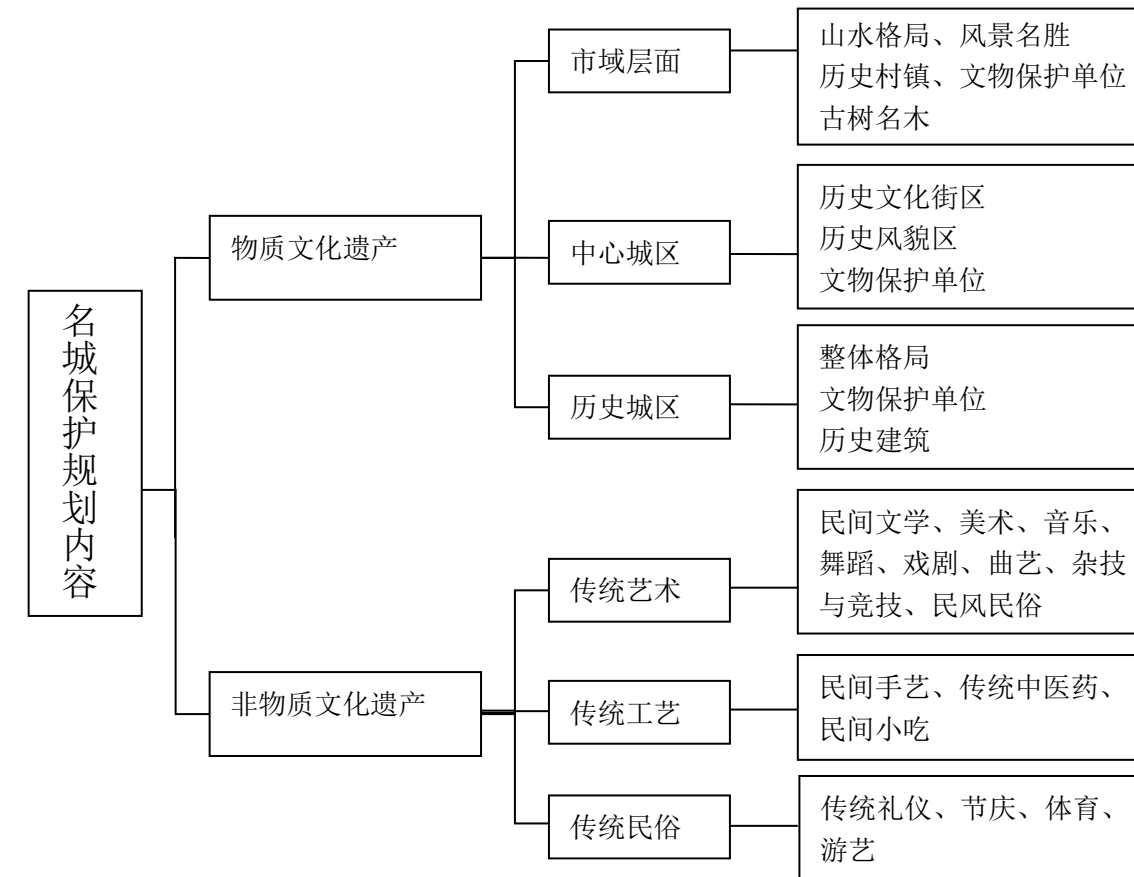 名城保护规划内容
物质文化遗产
市域层面
山水格局、风景名胜
历史村镇、文物保护单位
古树名木
中心城区
历史文化街区
历史风貌区
文物保护单位
历史城区
整体格局
文物保护单位
历史建筑
非物质文化遗产
传统艺术
民间文学、美术、音乐、
舞蹈、戏剧、曲艺、杂技
与竞技、民风民俗
传统工艺
民间手艺、传统中医药、
民间小吃
传统民俗
传统礼仪、节庆、体育、
游艺